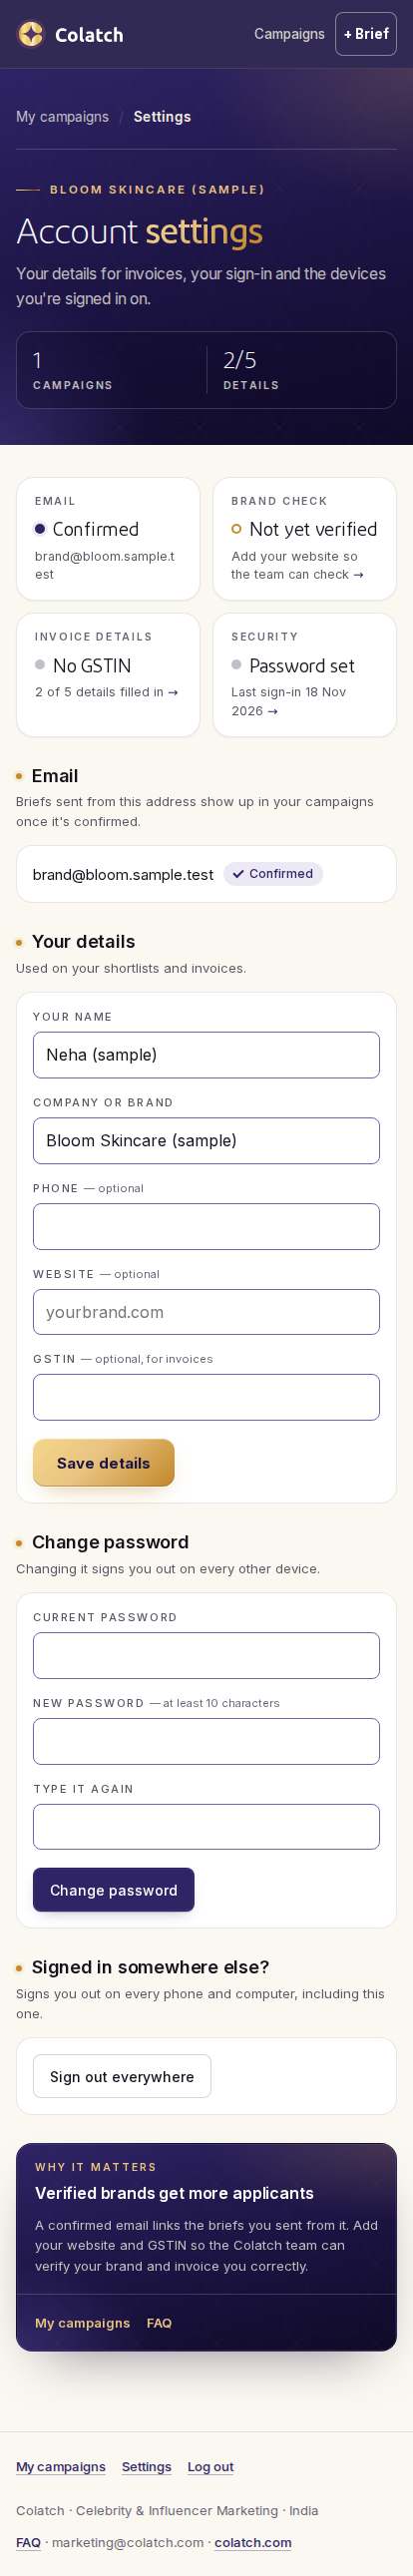 Colatch
Campaigns
+ Brief
My campaigns / Settings
BLOOM SKINCARE (SAMPLE)
Account settings
Your details for invoices, your sign-in and the devices
you're signed in on.
1
CAMPAIGNS
2/5
DETAILS
EMAIL
Confirmed
brand@bloom.sample.t
est
BRAND CHECK
Not yet verified
Add your website so
the team can check →
INVOICE DETAILS
No GSTIN
2 of 5 details filled in →
SECURITY
Password set
Last sign-in 18 Nov
2026 →
Email
Briefs sent from this address show up in your campaigns
once it's confirmed.
brand@bloom.sample.test ✓ Confirmed
Your details
Used on your shortlists and invoices.
YOUR NAME
Neha (sample)
COMPANY OR BRAND
Bloom Skincare (sample)
PHONE — optional
WEBSITE — optional
yourbrand.com
GSTIN — optional, for invoices
Save details
Change password
Changing it signs you out on every other device.
CURRENT PASSWORD
NEW PASSWORD — at least 10 characters
TYPE IT AGAIN
Change password
Signed in somewhere else?
Signs you out on every phone and computer, including this
one.
Sign out everywhere
WHY IT MATTERS
Verified brands get more applicants
A confirmed email links the briefs you sent from it. Add
your website and GSTIN so the Colatch team can
verify your brand and invoice you correctly.
My campaigns FAQ
My campaigns Settings Log out
Colatch · Celebrity & Influencer Marketing · India
FAQ · marketing@colatch.com · colatch.com